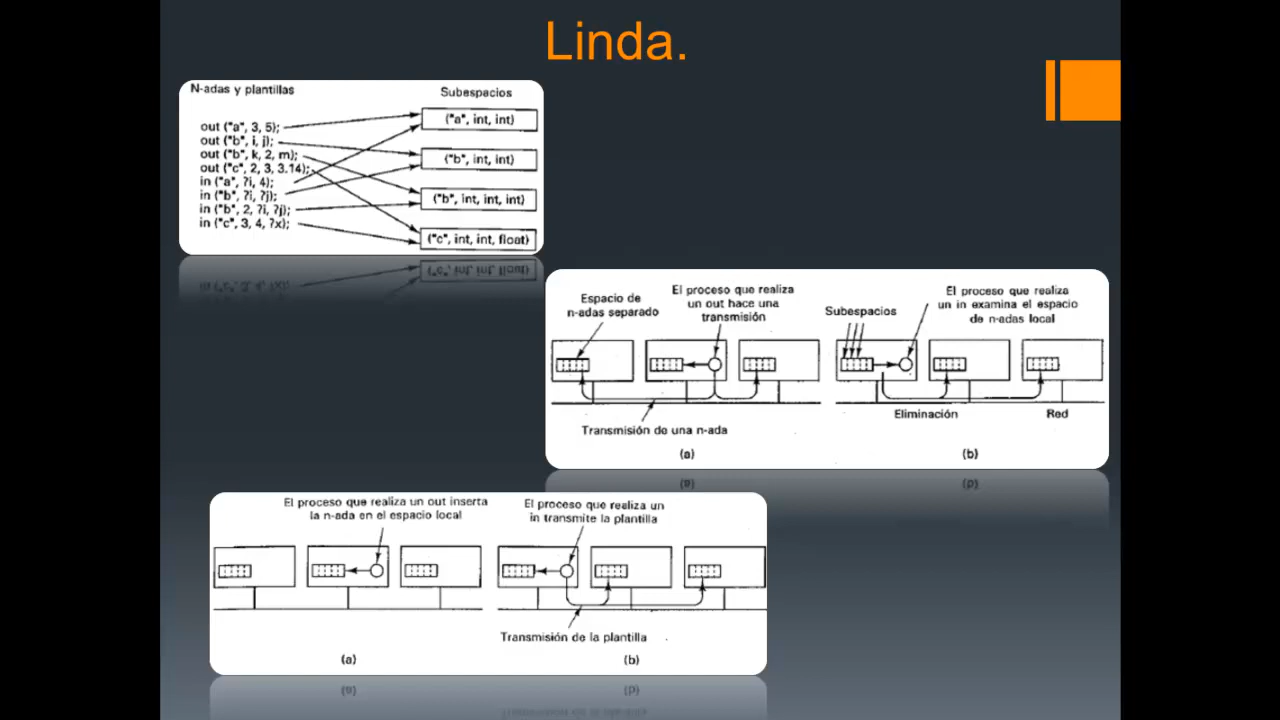 Linda.
N-adas y plantillas
Subespacios
out ("a", 3, 5);
out ("b", i, j);
out ("b", k, 2, m);
out ("c", 2, 3, 3.14);
in ("a", ?i, 4);
in ("b", ?i, ?j);
in ("b", 2, ?i, ?j);
in ("c", 3, 4, ?x);
("a", int, int)
("b", int, int)
("b", int, int, int)
("c", int, int, float)
Espacio de
n-adas separado
El proceso que realiza
un out hace una
transmisión
Transmisión de una n-ada
(a)
Subespacios
El proceso que realiza
un in examina el espacio
de n-adas local
Eliminación
Red
(b)
El proceso que realiza un out inserta
la n-ada en el espacio local
(a)
El proceso que realiza un
in transmite la plantilla
Transmisión de la plantilla
(b)